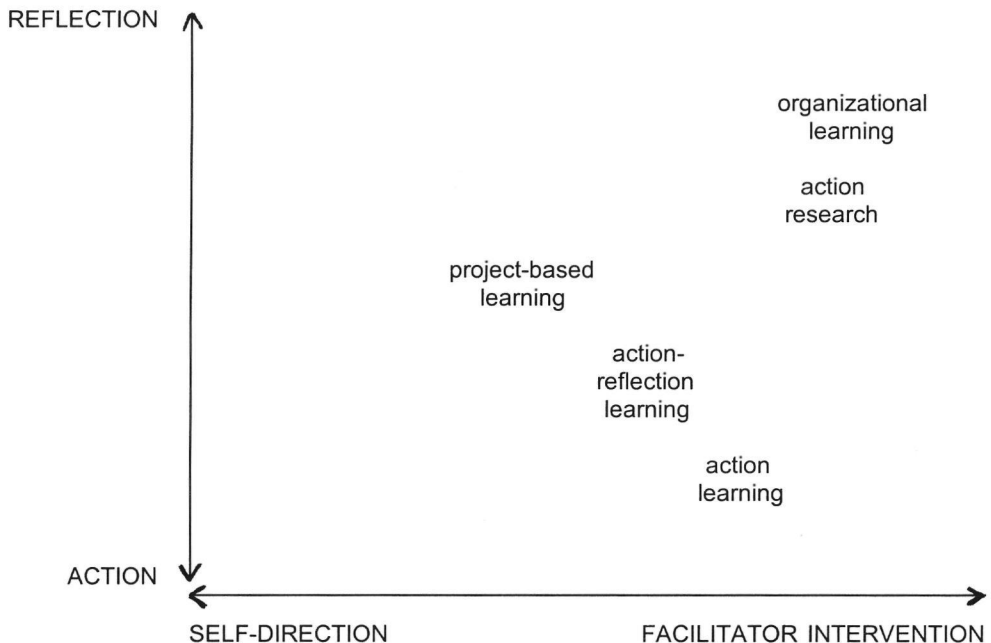 REFLECTION
organizational
learning
action
research
project-based
learning
action-
reflection
learning
action
learning
ACTION
SELF-DIRECTION
FACILITATOR INTERVENTION